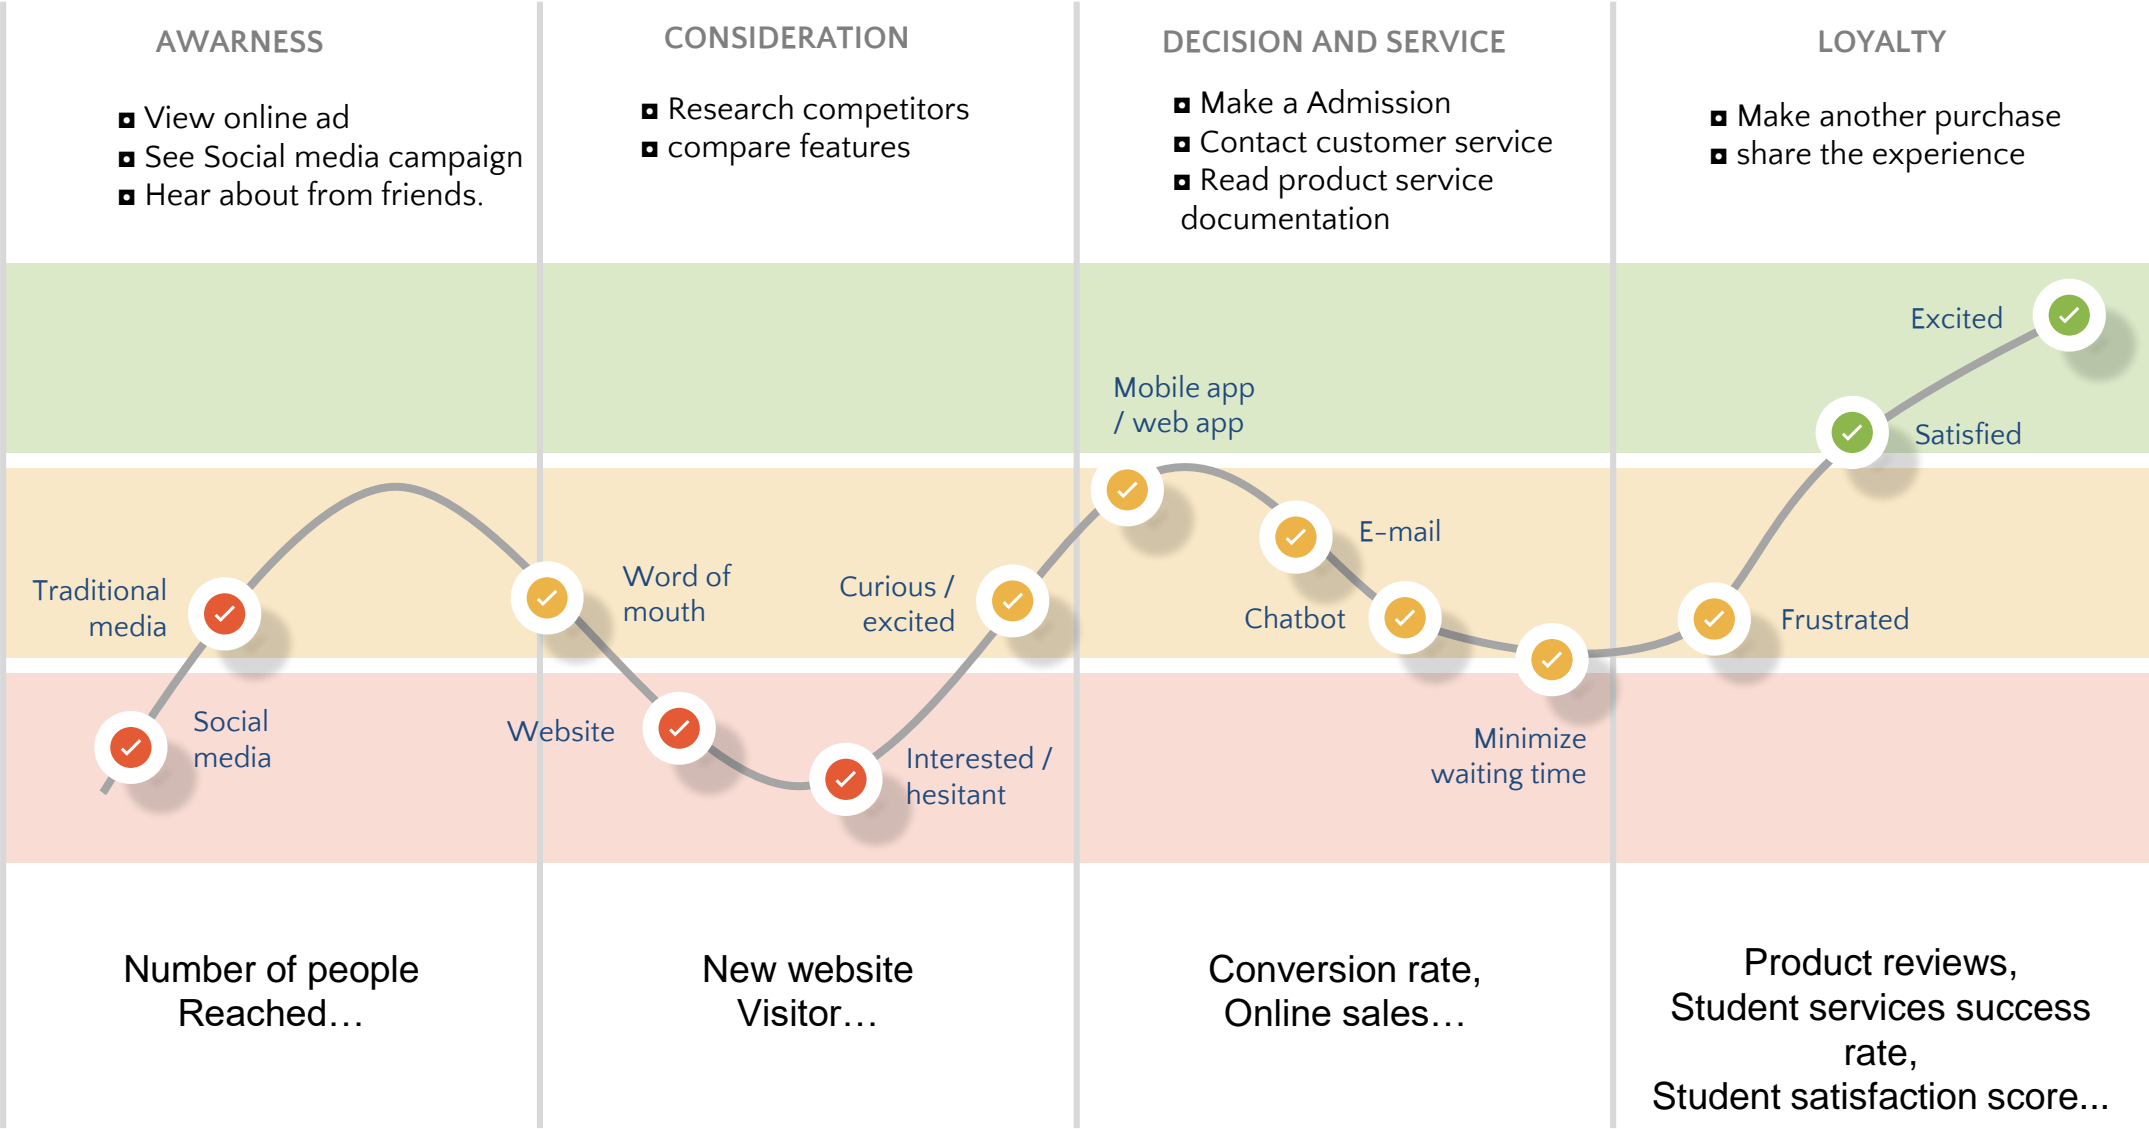 AWARNESS
◘ View online ad
◘ See Social media campaign
◘ Hear about from friends.
CONSIDERATION
◘ Research competitors
◘ compare features
DECISION AND SERVICE
◘ Make a Admission
◘ Contact customer service
◘ Read product service
documentation
LOYALTY
◘ Make another purchase
◘ share the experience
Traditional
media
Social
media
Word of
mouth
Website
Curious /
excited
Interested /
hesitant
Mobile app
/ web app
E-mail
Chatbot
Minimize
waiting time
Excited
Satisfied
Frustrated
Number of people
Reached…
New website
Visitor…
Conversion rate,
Online sales…
Product reviews,
Student services success
rate,
Student satisfaction score...